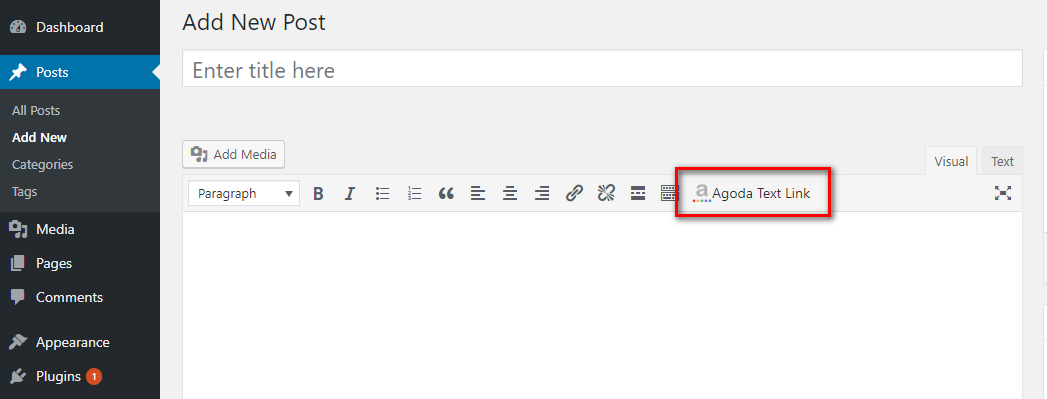 Dashboard
Posts
All Posts
Add New
Categories
Tags
Media
Pages
Comments
Appearance
Plugins 1
Add New Post
Enter title here
Add Media
Visual Text
Paragraph B I a Agoda Text Link